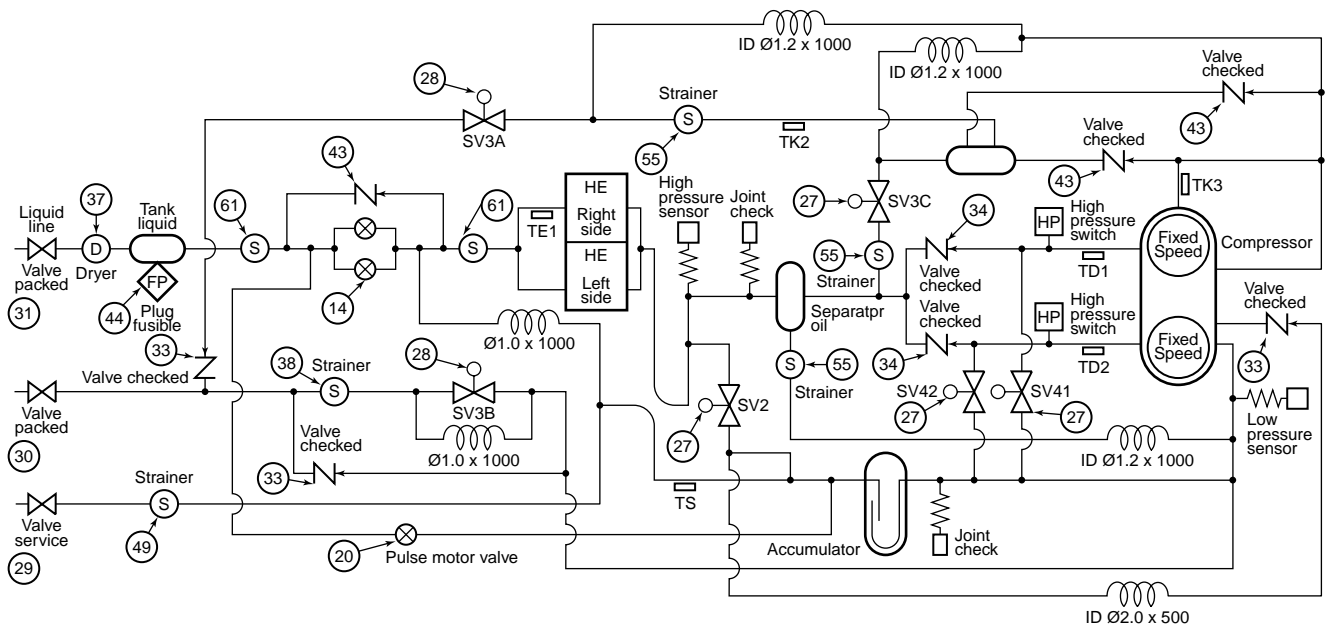 ID Ø1.2 x 1000
ID Ø1.2 x 1000
Valve
checked
28
Strainer
S
SV3A
55
TK2
43
Valve
checked
43
TK3
43
37
Liquid
line
Tank
liquid
61
S
D
Dryer
Valve
packed
31
FP
44
Plug
fusible
14
61
S
TE1
HE
Right
side
HE
Left
side
High
pressure
sensor
Joint
check
27
SV3C
55
S
Strainer
34
Valve
checked
HP
High
pressure
switch
TD1
Fixed
Speed
Compressor
Separatpr
oil
Valve
checked
34
HP
High
pressure
switch
TD2
Fixed
Speed
Valve
checked
33
S
55
Strainer
Ø1.0 x 1000
33
Valve checked
38
Strainer
S
28
SV3B
Ø1.0 x 1000
Valve
packed
30
Valve
checked
33
SV2
27
SV42
27
SV41
27
Low
pressure
sensor
ID Ø1.2 x 1000
Strainer
S
49
Valve
service
29
TS
20
Pulse motor valve
Accumulator
Joint
check
ID Ø2.0 x 500